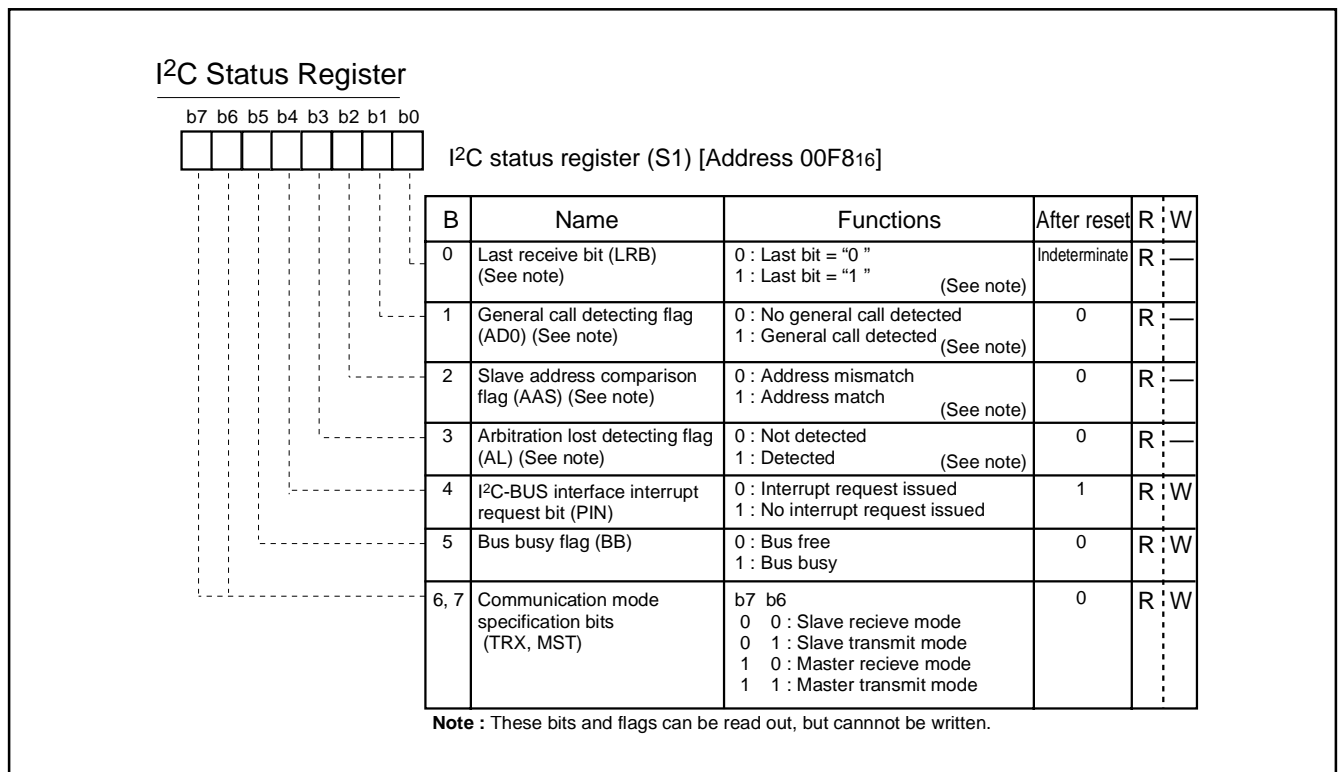 I2C Status Register
b7 b6 b5 b4 b3 b2 b1 b0
I2C status register (S1) [Address 00F816]
B Name Functions After reset R W
0 Last receive bit (LRB) (See note) 0 : Last bit = “0 ” 1 : Last bit = “1 ” (See note) Indeterminate R —
1 General call detecting flag (AD0) (See note) 0 : No general call detected 1 : General call detected (See note) 0 R —
2 Slave address comparison flag (AAS) (See note) 0 : Address mismatch 1 : Address match (See note) 0 R —
3 Arbitration lost detecting flag (AL) (See note) 0 : Not detected 1 : Detected (See note) 0 R —
4 I2C-BUS interface interrupt request bit (PIN) 0 : Interrupt request issued 1 : No interrupt request issued 1 R W
5 Bus busy flag (BB) 0 : Bus free 1 : Bus busy 0 R W
6, 7 Communication mode specification bits (TRX, MST) b7 b6 0 R W
0 0 : Slave recieve mode
0 1 : Slave transmit mode
1 0 : Master recieve mode
1 1 : Master transmit mode
Note : These bits and flags can be read out, but cannnot be written.